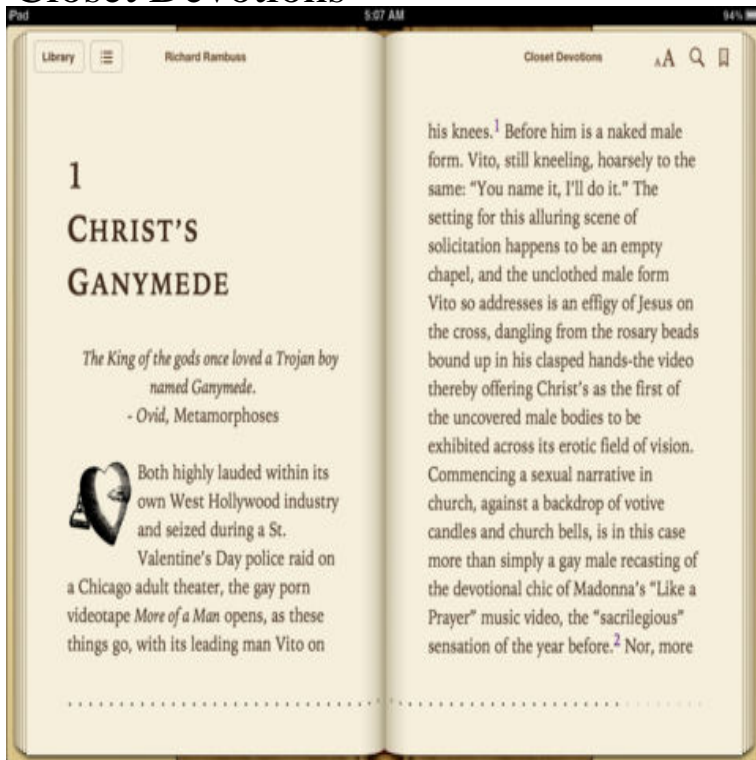 Closet Devotions
Pad
5:07 AM
94%
Library
Richard Rambuss
Closet Devotions
AA
1
CHRIST'S
GANYMEDE
The King of the gods once loved a Trojan boy
named Ganymede.
- Ovid, Metamorphoses
Both highly lauded within its
own West Hollywood industry
and seized during a St.
Valentine's Day police raid on
a Chicago adult theater, the gay porn
videotape More of a Man opens, as these
things go, with its leading man Vito on
his knees.1 Before him is a naked male
form. Vito, still kneeling, hoarsely to the
same: "You name it, I'll do it." The
setting for this alluring scene of
solicitation happens to be an empty
chapel, and the unclothed male form
Vito so addresses is an effigy of Jesus on
the cross, dangling from the rosary beads
bound up in his clasped hands-the video
thereby offering Christ's as the first of
the uncovered male bodies to be
exhibited across its erotic field of vision.
Commencing a sexual narrative in
church, against a backdrop of votive
candles and church bells, is in this case
more than simply a gay male recasting of
the devotional chic of Madonna's "Like a
Prayer" music video, the "sacrilegious"
sensation of the year before.2 Nor, more